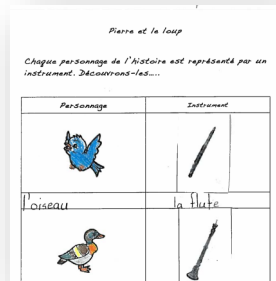 Pierre et le loup
Chaque personnage de l'histoire est représenté par un
instrument. Découvrons-les....
Personnage Instrument
l'oiseau la flute